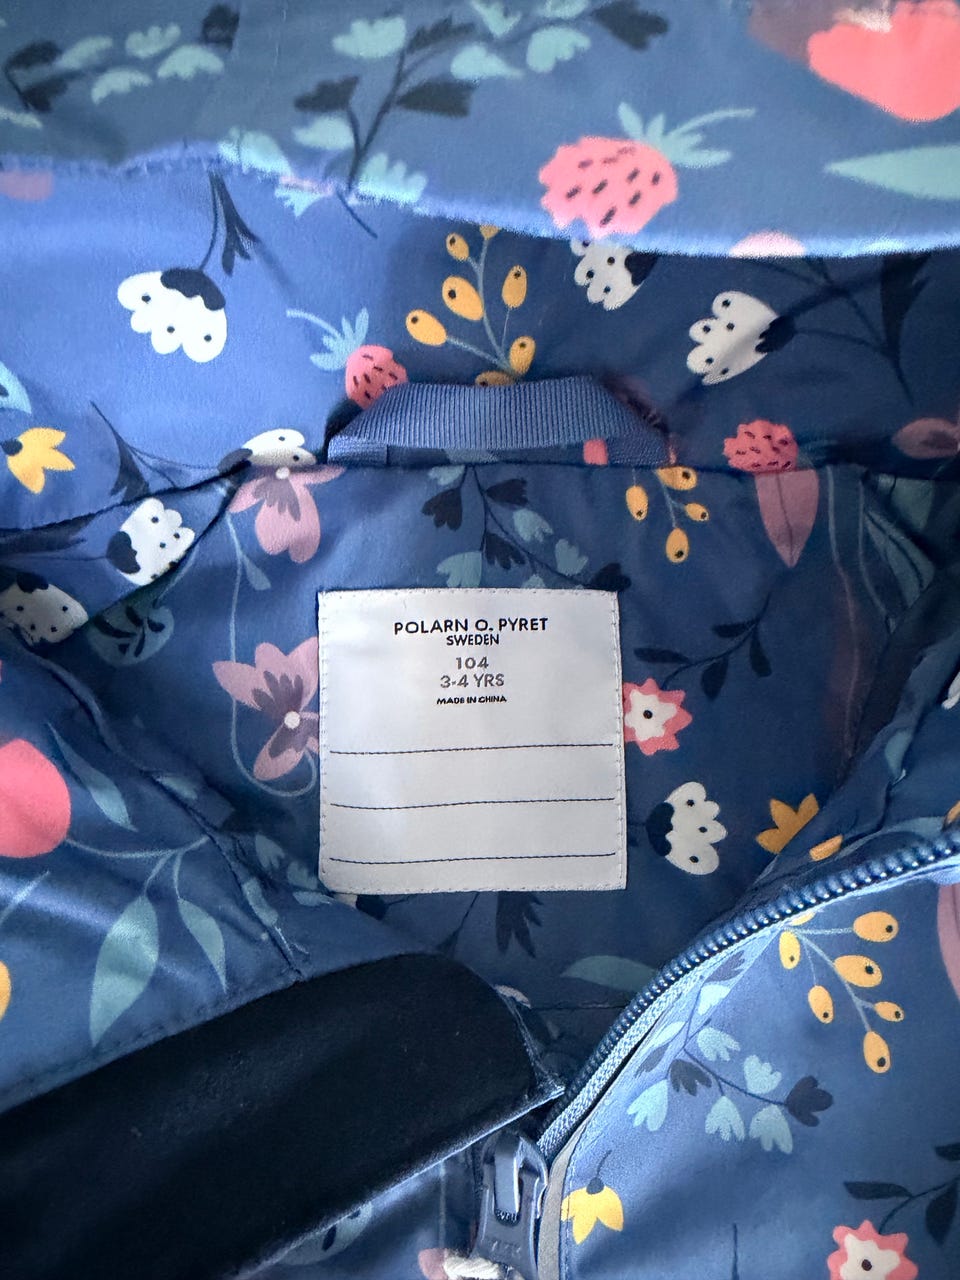 POLARN O. PYRET
SWEDEN
104
3-4 YRS
MADE IN CHINA